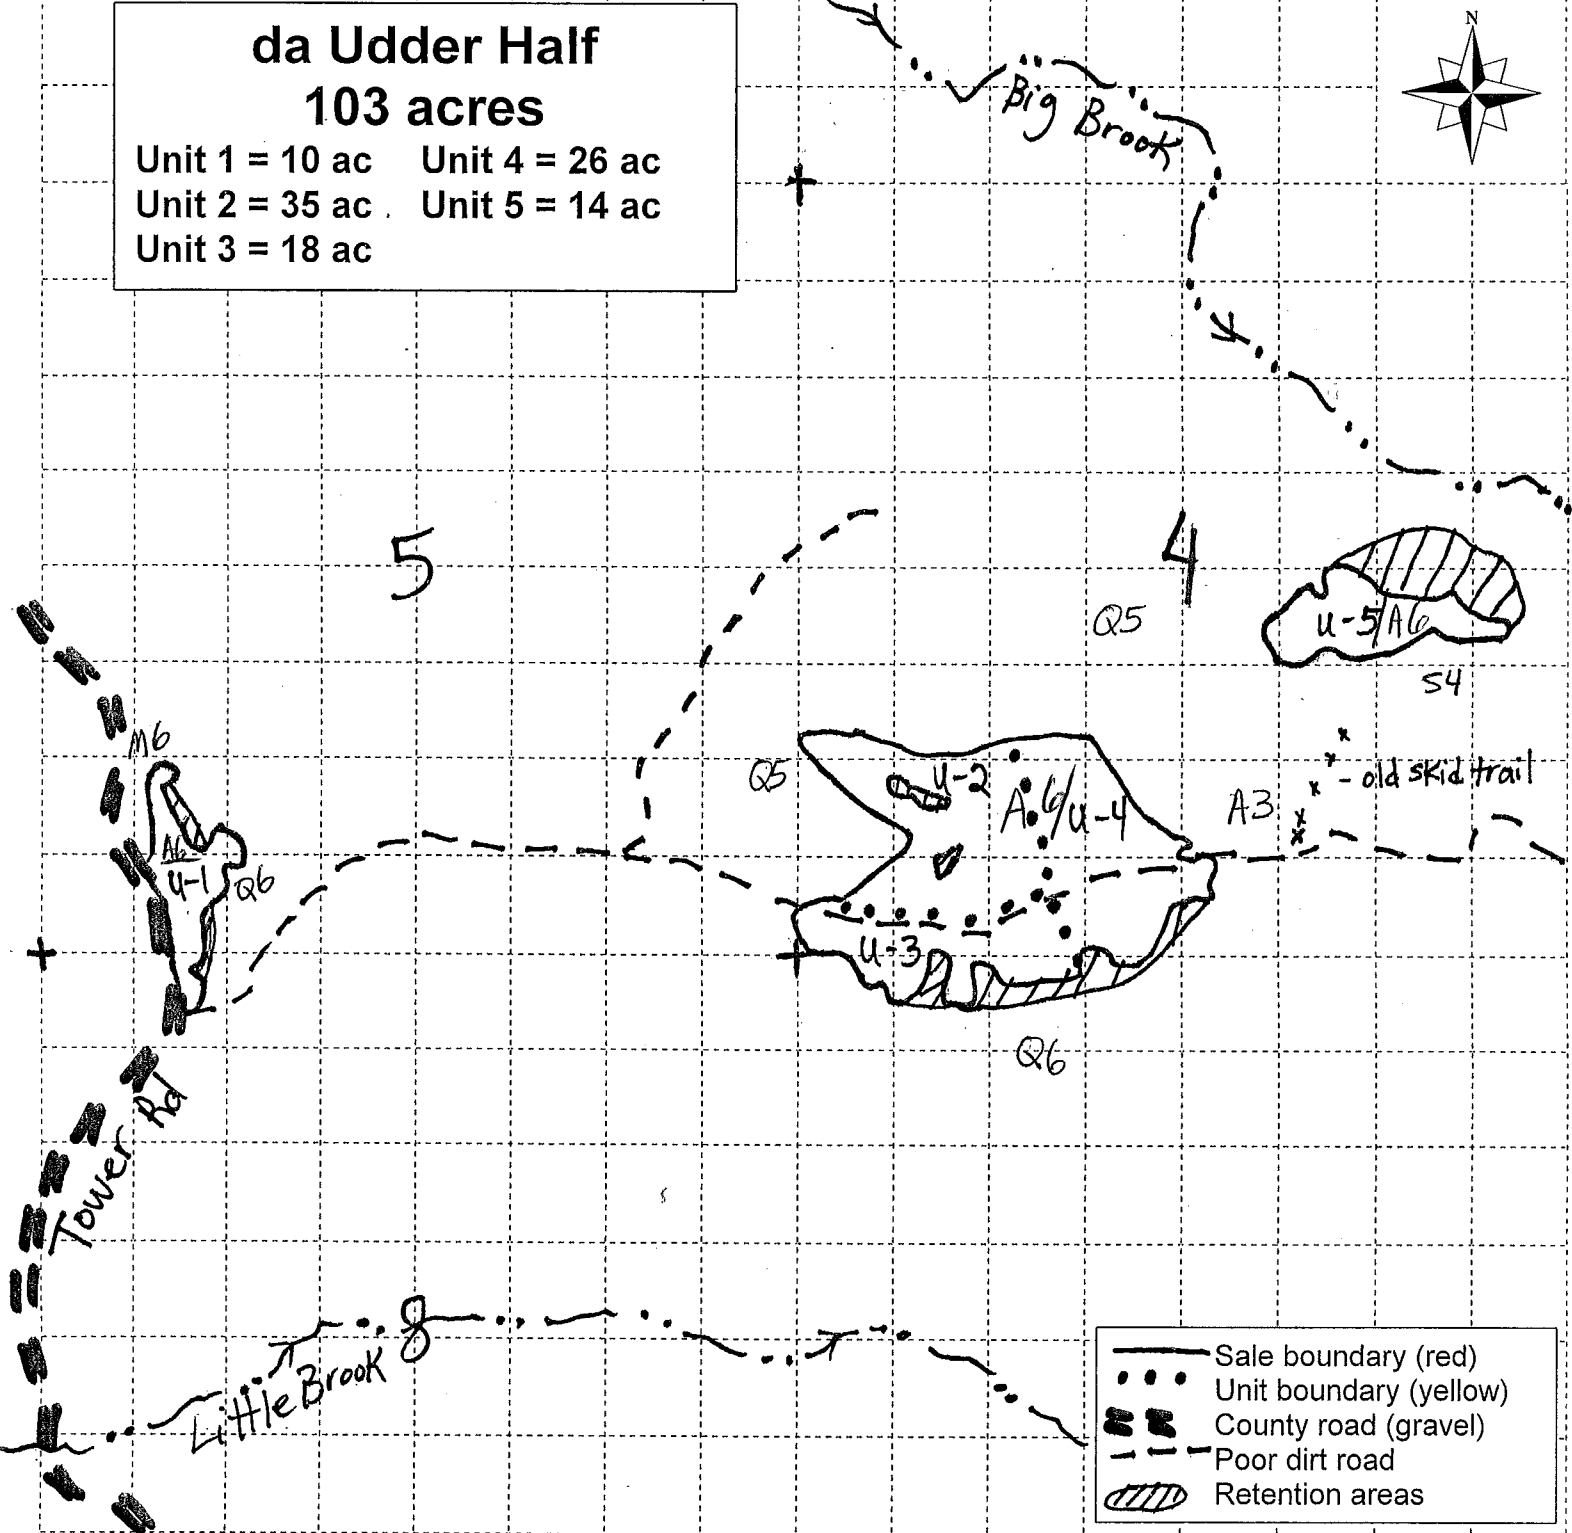 da Udder Half
103 acres
Unit 1 = 10 ac Unit 4 = 26 ac
Unit 2 = 35 ac . Unit 5 = 14 ac
Unit 3 = 18 ac
N
Big Brook
5
4
Q5
U-5/A6
S4
M6
Q5
U-2
A6/U-4
- old skid trail
A3
A6
U-1
Q6
U-3
Q6
Tower Rd
8
Little Brook
Sale boundary (red)
Unit boundary (yellow)
County road (gravel)
Poor dirt road
Retention areas